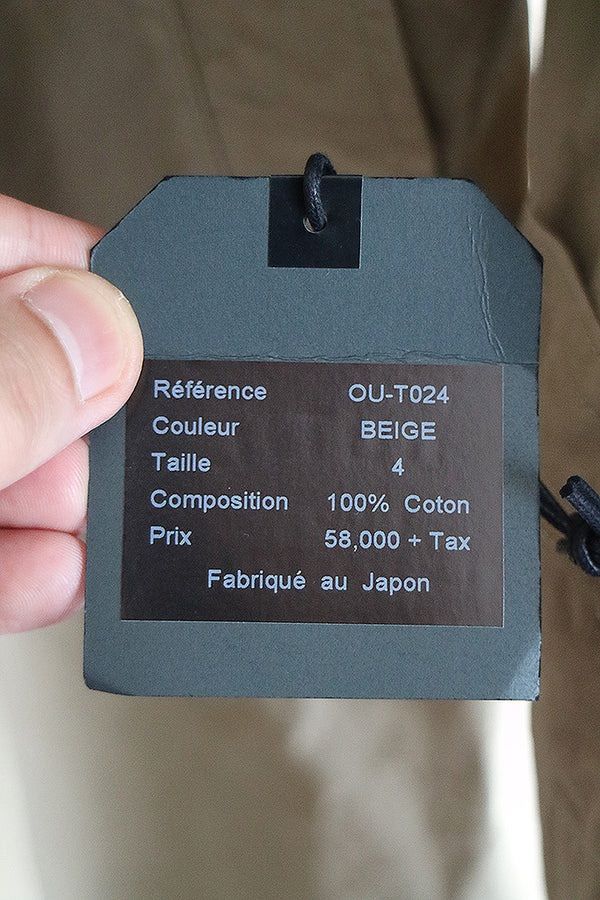 Référence OU-T024
Couleur BEIGE
Taille 4
Composition 100% Coton
Prix 58,000 + Tax
Fabriqué au Japon